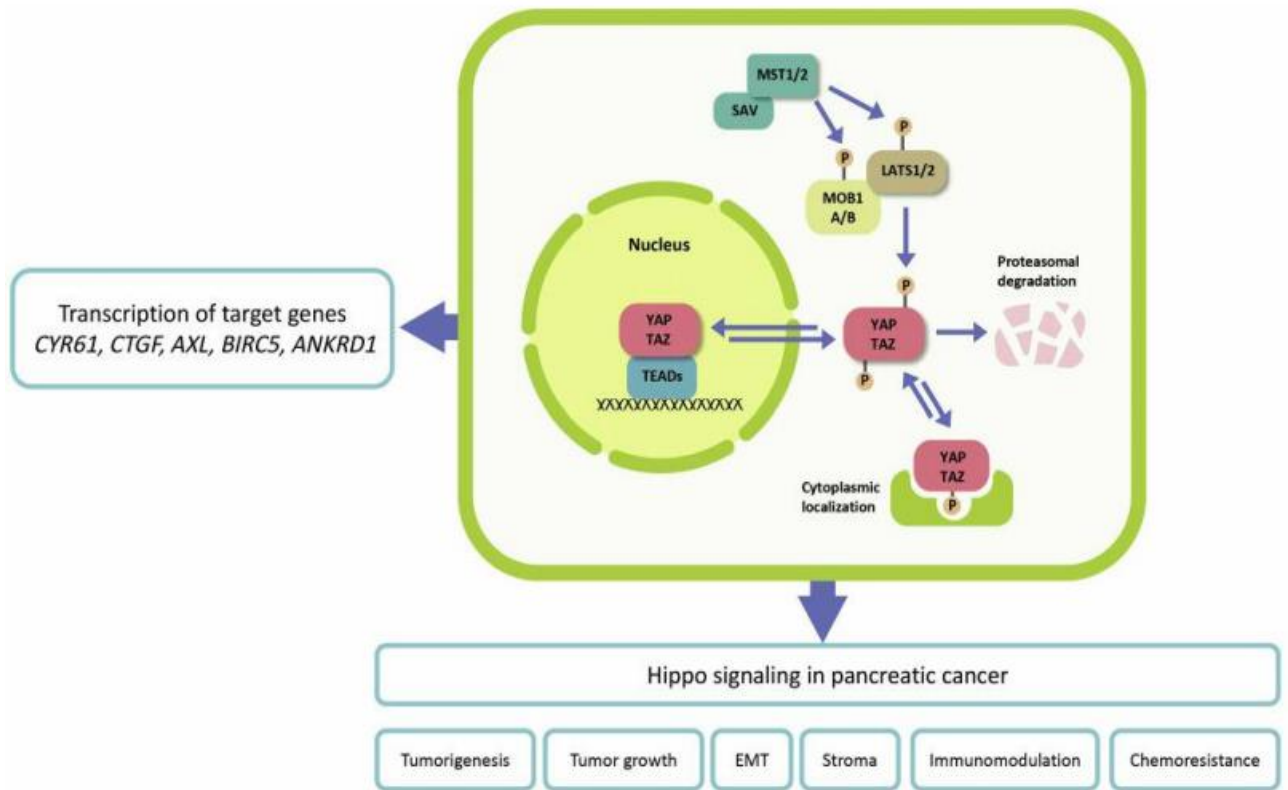 MST1/2
SAV
P
P
LATS1/2
MOB1
A/B
Nucleus
Proteasomal
degradation
P
Transcription of target genes
CYR61, CTGF, AXL, BIRC5, ANKRD1
YAP
TAZ
YAP
TAZ
TEADs
P
YAP
TAZ
Cytoplasmic
localization
P
Hippo signaling in pancreatic cancer
Tumorigenesis
Tumor growth
EMT
Stroma
Immunomodulation
Chemoresistance